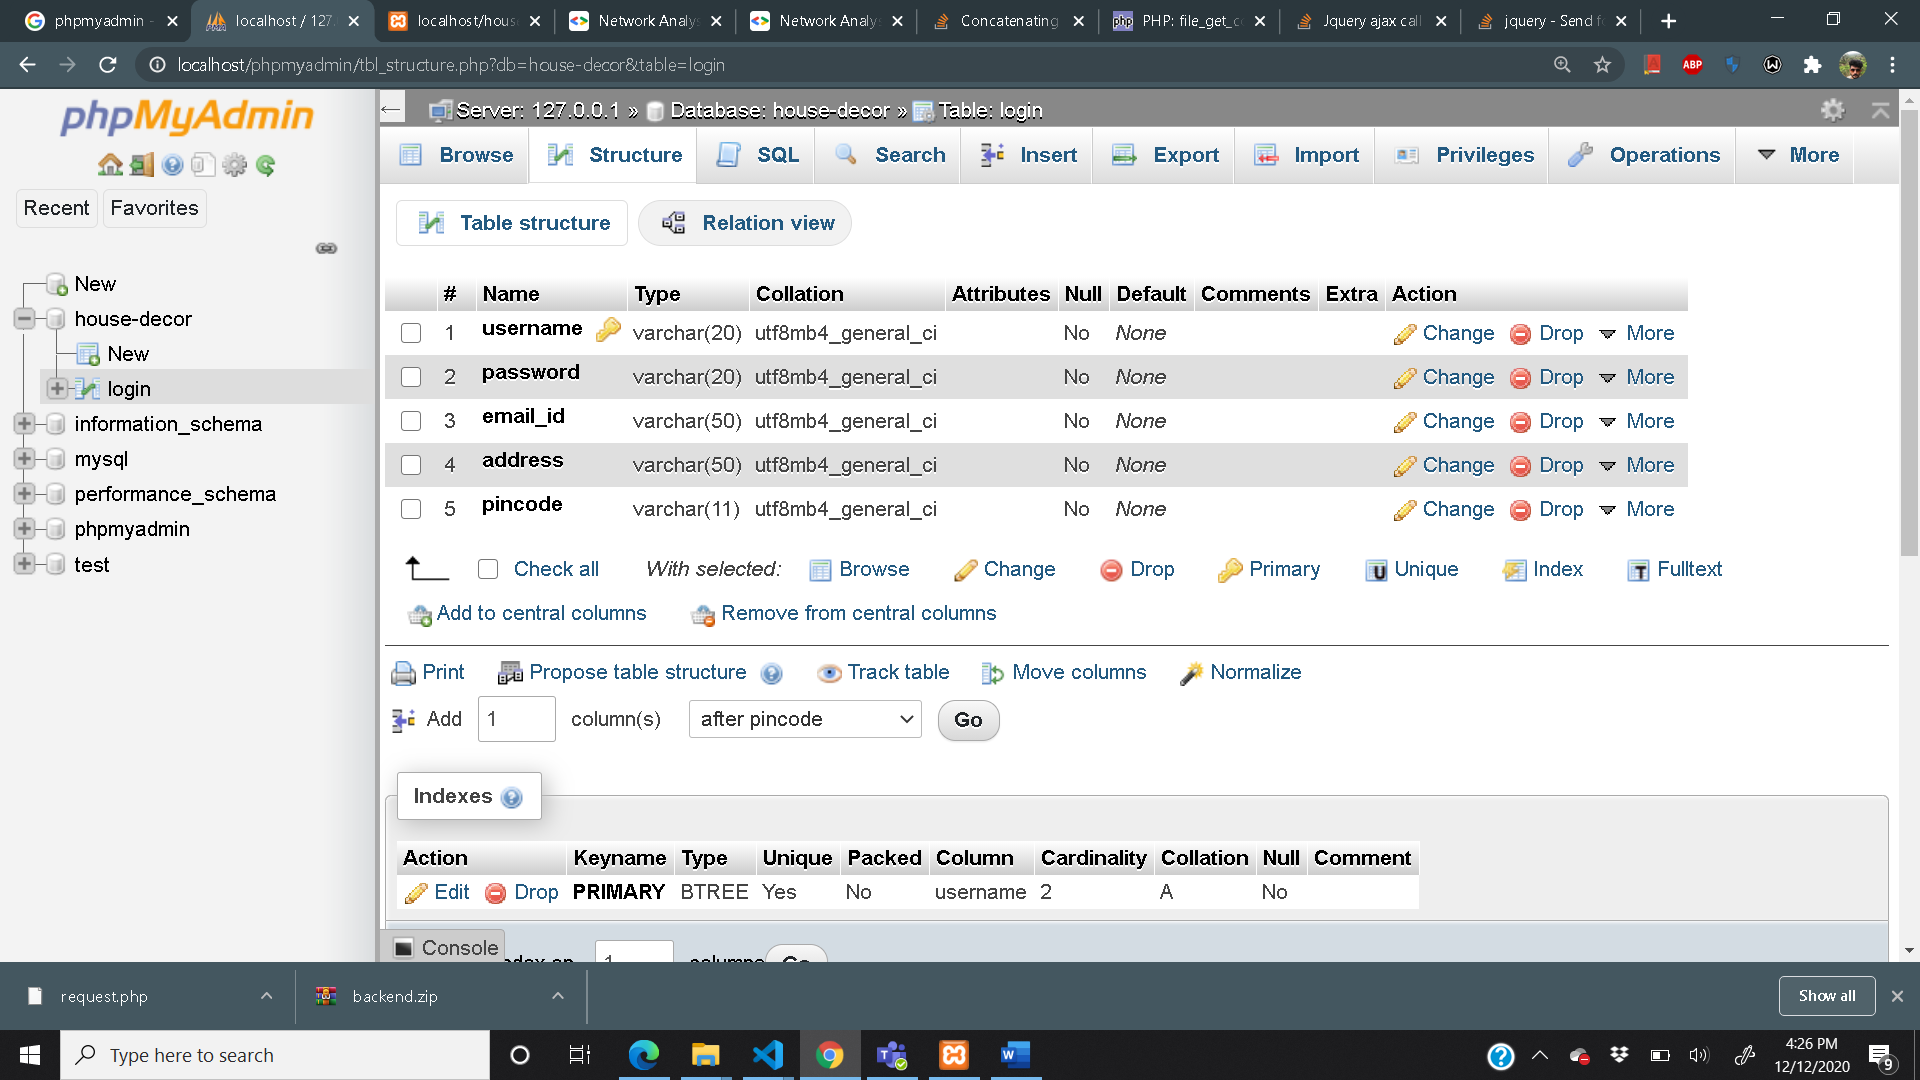 phpmyadmin -
localhost / 127.
localhost/hous
Network Analys
Network Analys
Concatenating
PHP: file_get_c
Jquery ajax call
jquery - Send f
localhost/phpmyadmin/tbl_structure.php?db=house-decor&table=login
ABP
phpMyAdmin
Recent Favorites
New
house-decor
New
login
information_schema
mysql
performance_schema
phpmyadmin
test
Server: 127.0.0.1 » Database: house-decor » Table: login
Browse Structure SQL Search Insert Export Import Privileges Operations More
Table structure Relation view
# Name Type Collation Attributes Null Default Comments Extra Action
1 username varchar(20) utf8mb4_general_ci No None Change Drop More
2 password varchar(20) utf8mb4_general_ci No None Change Drop More
3 email_id varchar(50) utf8mb4_general_ci No None Change Drop More
4 address varchar(50) utf8mb4_general_ci No None Change Drop More
5 pincode varchar(11) utf8mb4_general_ci No None Change Drop More
Check all With selected: Browse Change Drop Primary Unique Index Fulltext
Add to central columns Remove from central columns
Print Propose table structure Track table Move columns Normalize
Add 1 column(s) after pincode Go
Indexes
Action Keyname Type Unique Packed Column Cardinality Collation Null Comment
Edit Drop PRIMARY BTREE Yes No username 2 A No
Console
columns Go
request.php
backend.zip
Show all
Type here to search
4:26 PM
12/12/2020
9